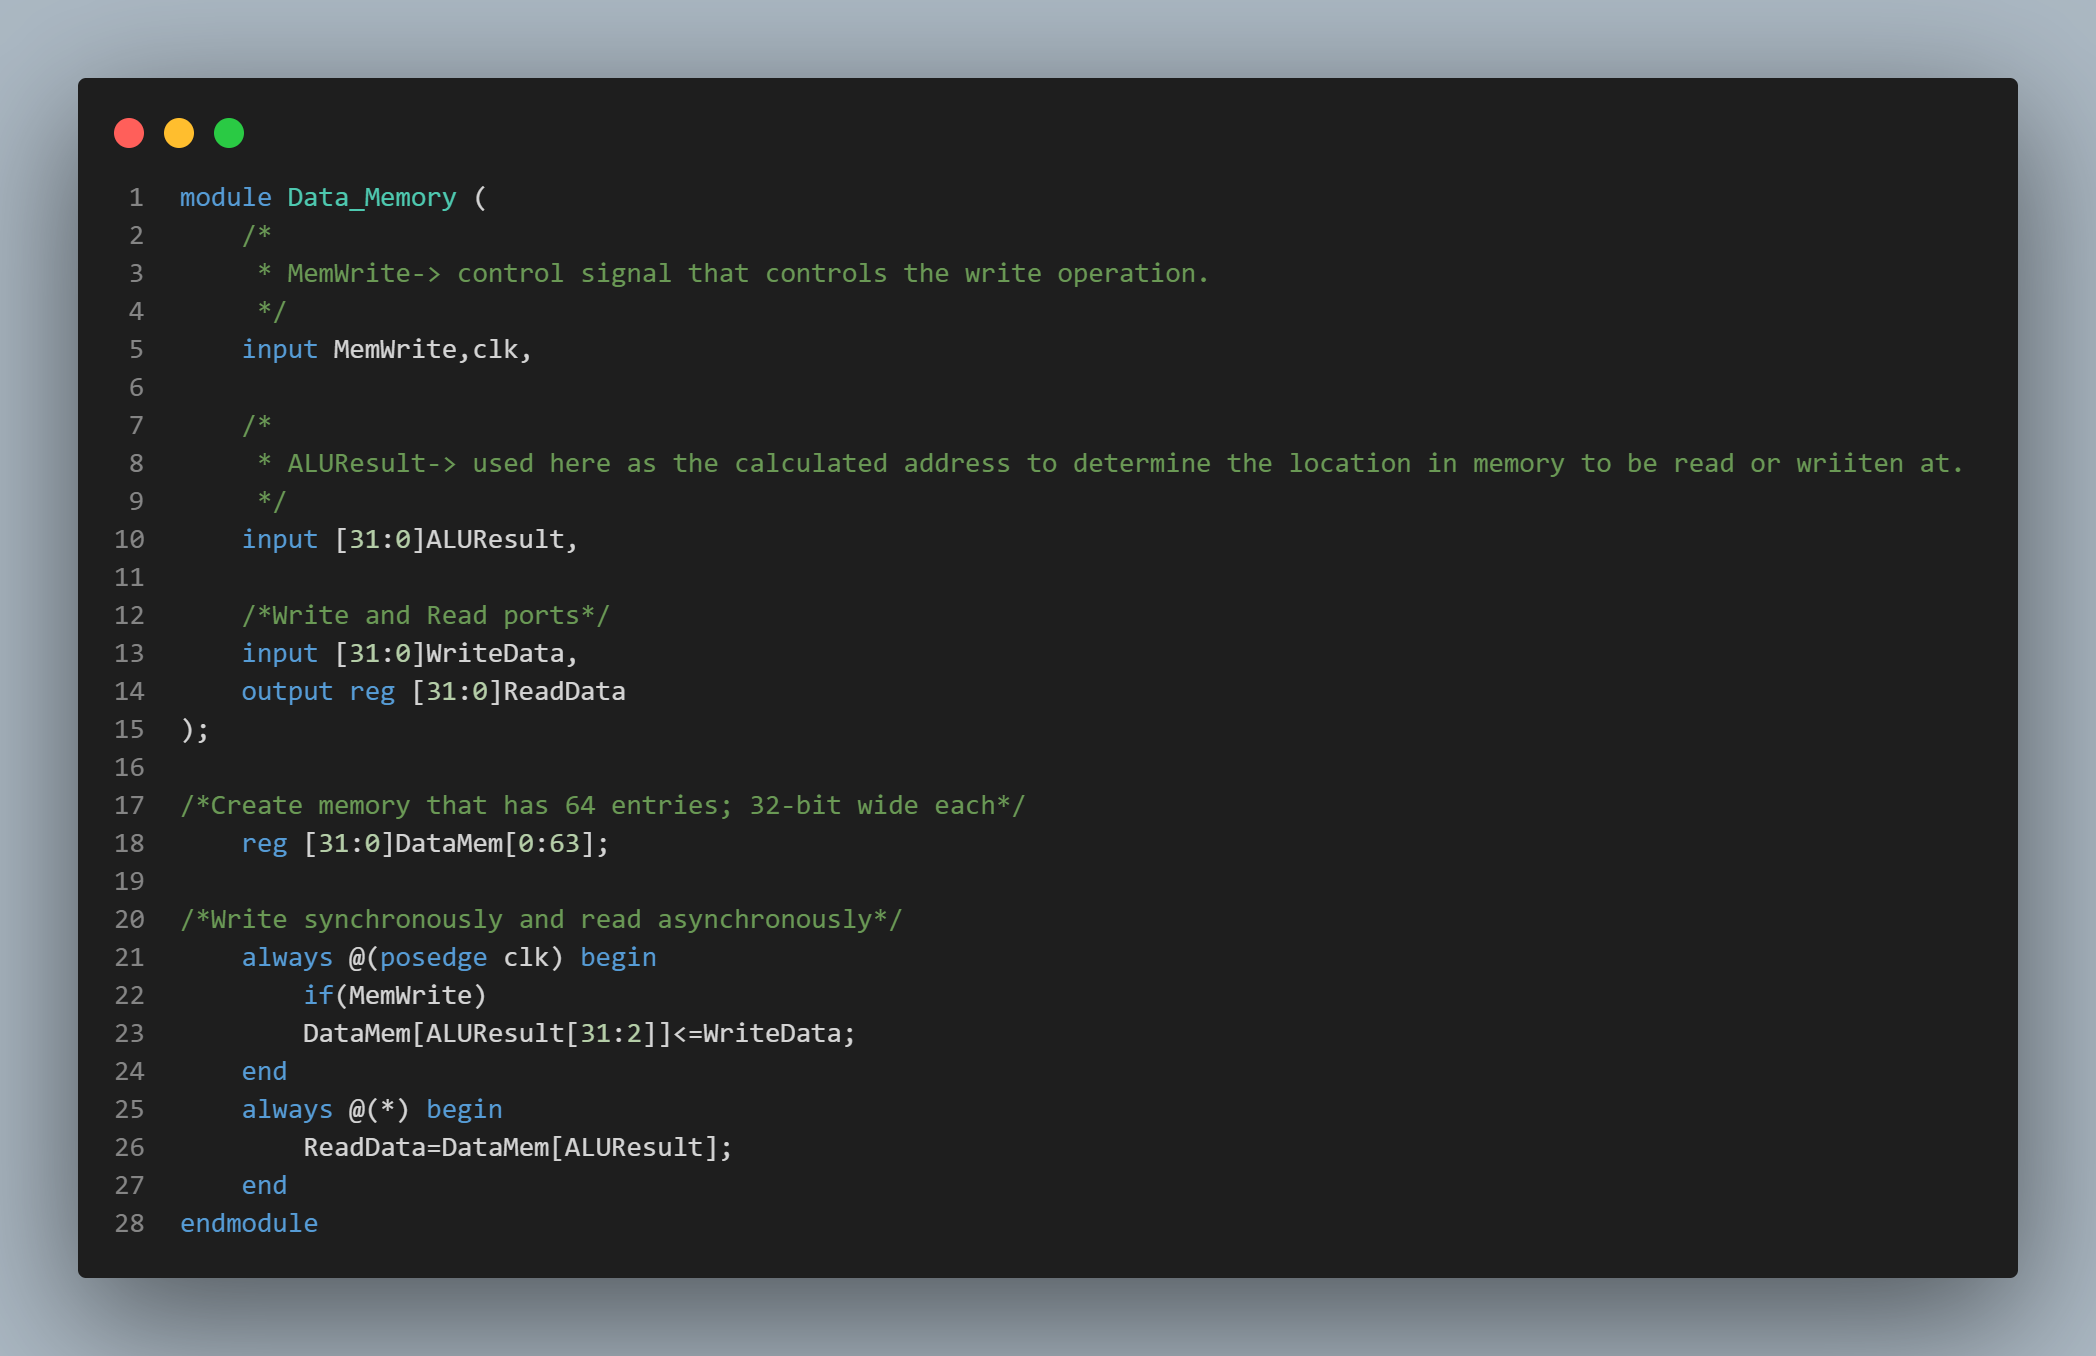 1 module Data_Memory (
2     /*
3      * MemWrite-> control signal that controls the write operation.
4      */
5     input MemWrite,clk,
6
7     /*
8      * ALUResult-> used here as the calculated address to determine the location in memory to be read or wriiten at.
9      */
10     input [31:0]ALUResult,
11
12     /*Write and Read ports*/
13     input [31:0]WriteData,
14     output reg [31:0]ReadData
15 );
16
17 /*Create memory that has 64 entries; 32-bit wide each*/
18     reg [31:0]DataMem[0:63];
19
20 /*Write synchronously and read asynchronously*/
21     always @(posedge clk) begin
22         if(MemWrite)
23         DataMem[ALUResult[31:2]]<=WriteData;
24     end
25     always @(*) begin
26         ReadData=DataMem[ALUResult];
27     end
28 endmodule